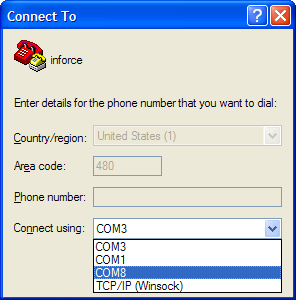 Connect To
inforce
Enter details for the phone number that you want to dial:
Country/region: United States (1)
Area code: 480
Phone number:
Connect using: COM3
COM3
COM1
COM8
TCP/IP (Winsock)